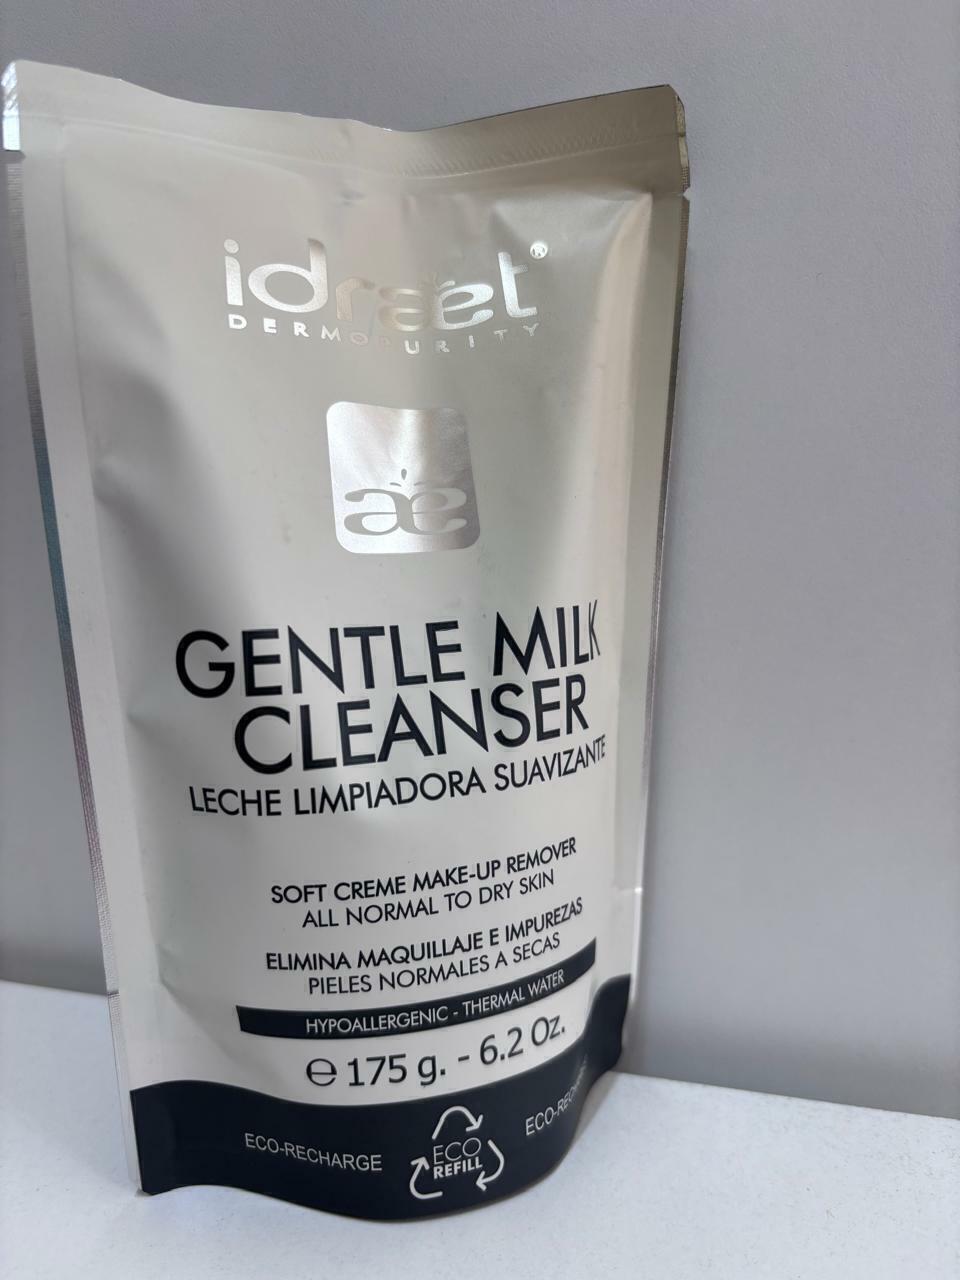 idraet®
DERMOPURITY
ae
GENTLE MILK
CLEANSER
LECHE LIMPIADORA SUAVIZANTE
SOFT CREME MAKE-UP REMOVER
ALL NORMAL TO DRY SKIN
ELIMINA MAQUILLAJE E IMPUREZAS
PIELES NORMALES A SECAS
HYPOALLERGENIC - THERMAL WATER
℮ 175 g. - 6.2 Oz.
ECO-RECHARGE
ECO
REFILL